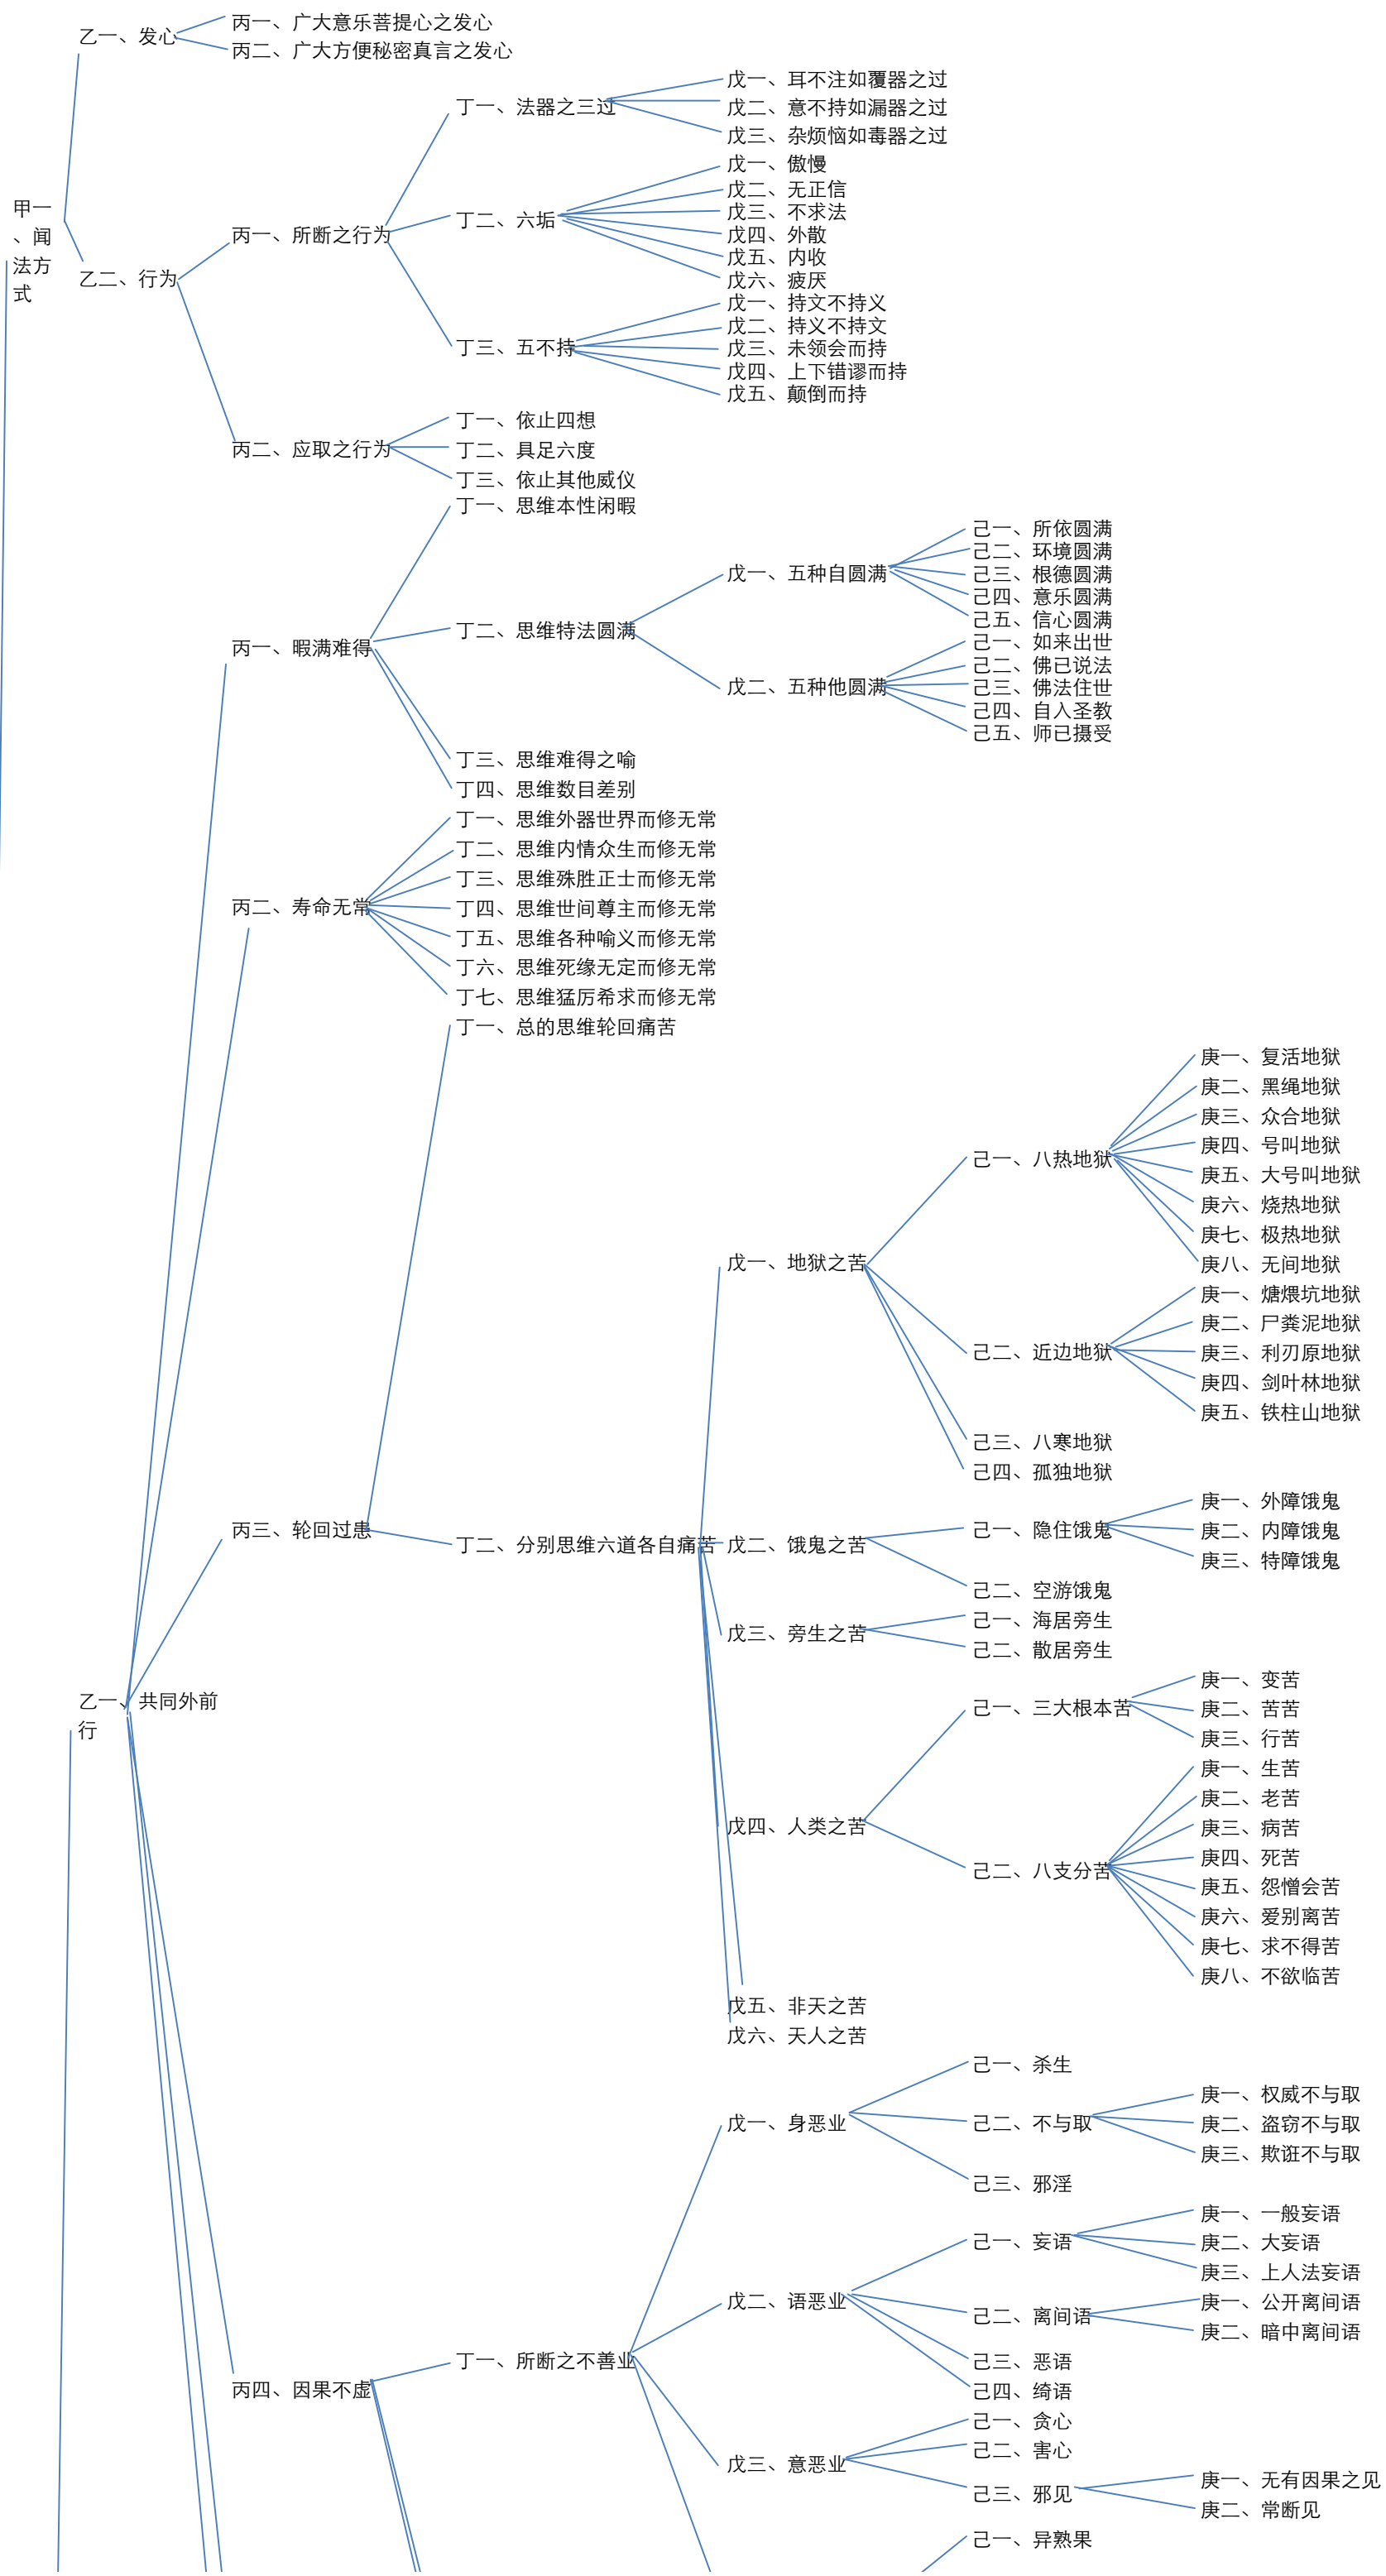 甲一
、闻
法方
式
乙一、发心
丙一、广大意乐菩提心之发心
丙二、广大方便秘密真言之发心
乙二、行为
丙一、所断之行为
丁一、法器之三过
戊一、耳不注如覆器之过
戊二、意不持如漏器之过
戊三、杂烦恼如毒器之过
丁二、六垢
戊一、傲慢
戊二、无正信
戊三、不求法
戊四、外散
戊五、内收
戊六、疲厌
丁三、五不持
戊一、持文不持义
戊二、持义不持文
戊三、未领会而持
戊四、上下错谬而持
戊五、颠倒而持
丙二、应取之行为
丁一、依止四想
丁二、具足六度
丁三、依止其他威仪
乙一、共同外前
行
丙一、暇满难得
丁一、思维本性闲暇
丁二、思维特法圆满
戊一、五种自圆满
己一、所依圆满
己二、环境圆满
己三、根德圆满
己四、意乐圆满
己五、信心圆满
戊二、五种他圆满
己一、如来出世
己二、佛已说法
己三、佛法住世
己四、自入圣教
己五、师已摄受
丁三、思维难得之喻
丁四、思维数目差别
丙二、寿命无常
丁一、思维外器世界而修无常
丁二、思维内情众生而修无常
丁三、思维殊胜正士而修无常
丁四、思维世间尊主而修无常
丁五、思维各种喻义而修无常
丁六、思维死缘无定而修无常
丁七、思维猛厉希求而修无常
丙三、轮回过患
丁一、总的思维轮回痛苦
丁二、分别思维六道各自痛苦
戊一、地狱之苦
己一、八热地狱
庚一、复活地狱
庚二、黑绳地狱
庚三、众合地狱
庚四、号叫地狱
庚五、大号叫地狱
庚六、烧热地狱
庚七、极热地狱
庚八、无间地狱
己二、近边地狱
庚一、煻煨坑地狱
庚二、尸粪泥地狱
庚三、利刃原地狱
庚四、剑叶林地狱
庚五、铁柱山地狱
己三、八寒地狱
己四、孤独地狱
戊二、饿鬼之苦
己一、隐住饿鬼
庚一、外障饿鬼
庚二、内障饿鬼
庚三、特障饿鬼
己二、空游饿鬼
戊三、旁生之苦
己一、海居旁生
己二、散居旁生
戊四、人类之苦
己一、三大根本苦
庚一、变苦
庚二、苦苦
庚三、行苦
己二、八支分苦
庚一、生苦
庚二、老苦
庚三、病苦
庚四、死苦
庚五、怨憎会苦
庚六、爱别离苦
庚七、求不得苦
庚八、不欲临苦
戊五、非天之苦
戊六、天人之苦
丙四、因果不虚
丁一、所断之不善业
戊一、身恶业
己一、杀生
己二、不与取
庚一、权威不与取
庚二、盗窃不与取
庚三、欺诳不与取
己三、邪淫
戊二、语恶业
己一、妄语
庚一、一般妄语
庚二、大妄语
庚三、上人法妄语
己二、离间语
庚一、公开离间语
庚二、暗中离间语
己三、恶语
己四、绮语
戊三、意恶业
己一、贪心
己二、害心
己三、邪见
庚一、无有因果之见
庚二、常断见
己一、异熟果